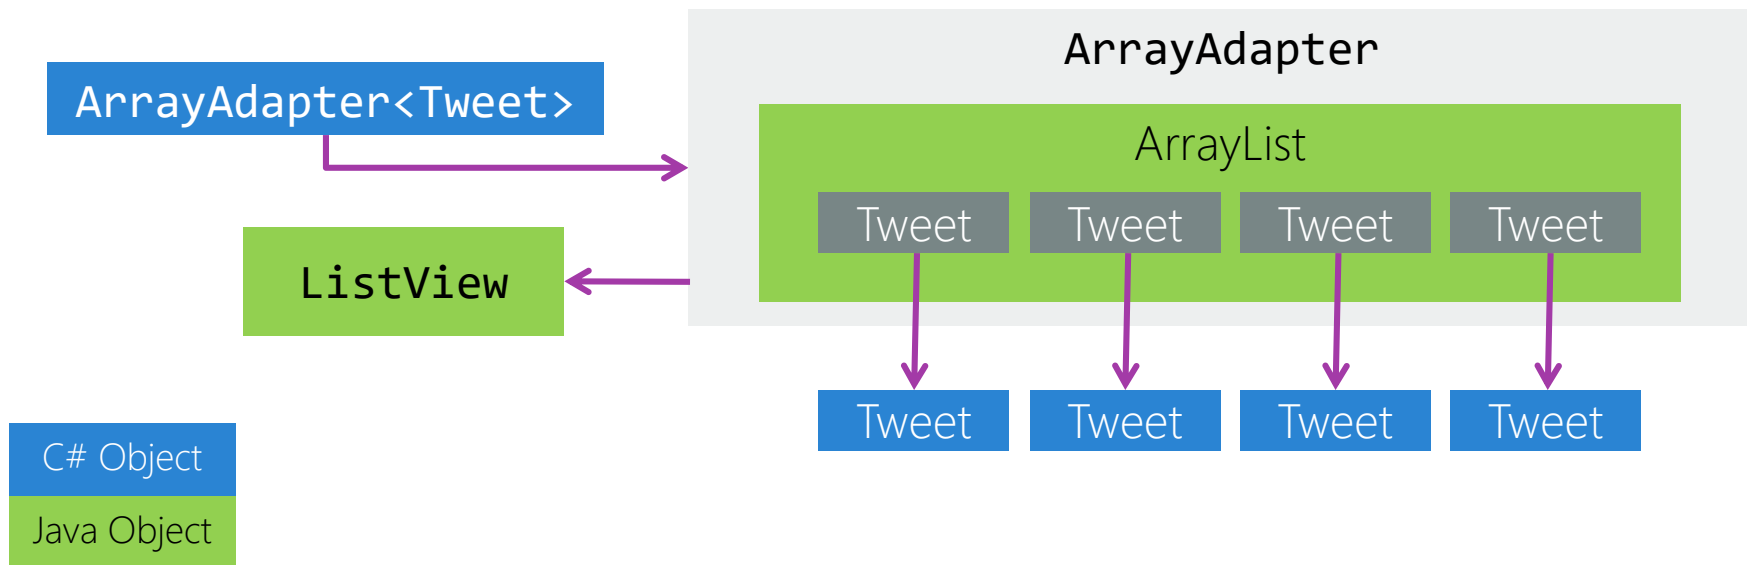 ArrayAdapter
ArrayAdapter<Tweet>
ArrayList
Tweet Tweet Tweet Tweet
ListView
Tweet Tweet Tweet Tweet
C# Object
Java Object